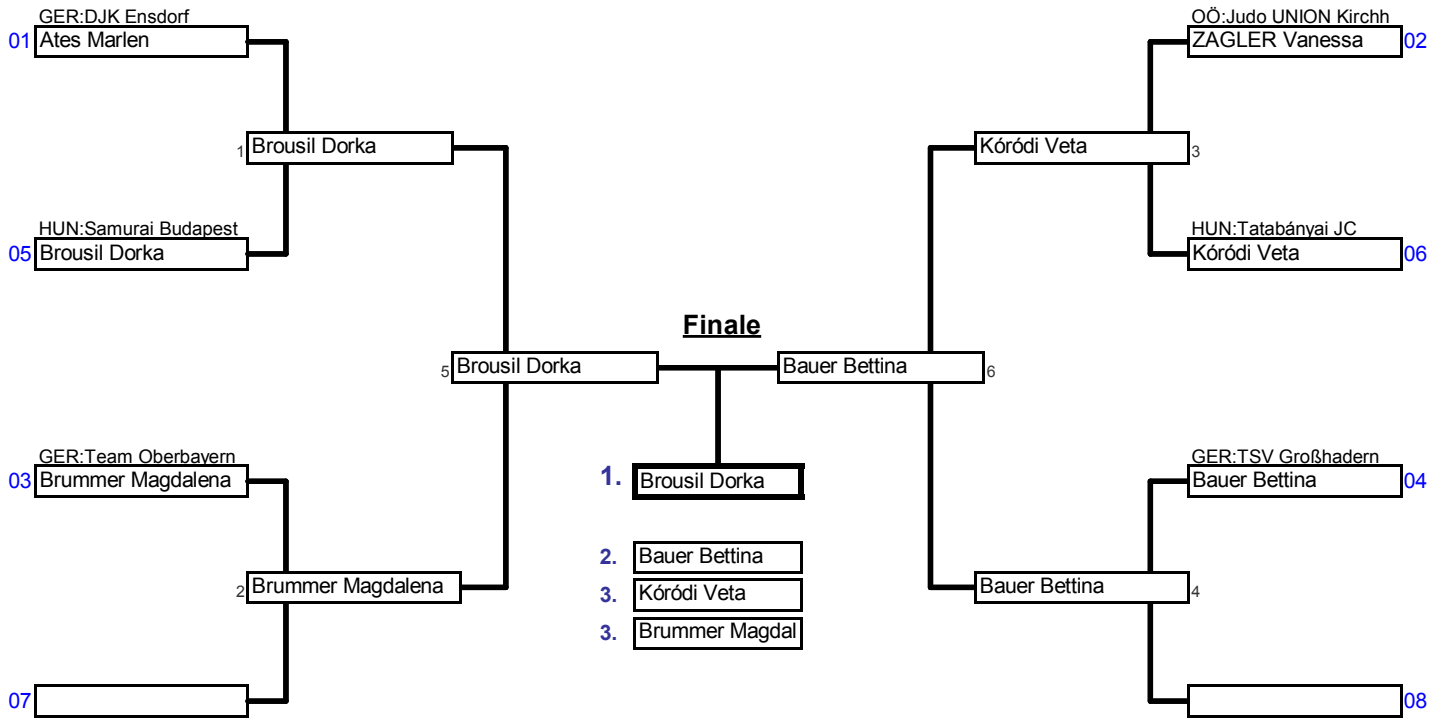 GER:DJK Ensdorf
01 Ates Marlen
OÖ:Judo UNION Kirchh
ZAGLER Vanessa 02
1 Brousil Dorka
Kóródi Veta 3
HUN:Samurai Budapest
05 Brousil Dorka
HUN:Tatabányai JC
Kóródi Veta 06
Finale
5 Brousil Dorka
Bauer Bettina 6
GER:Team Oberbayern
03 Brummer Magdalena
1. Brousil Dorka
GER:TSV Großhadern
Bauer Bettina 04
2. Bauer Bettina
2 Brummer Magdalena
3. Kóródi Veta
Bauer Bettina 4
3. Brummer Magdal
07
08